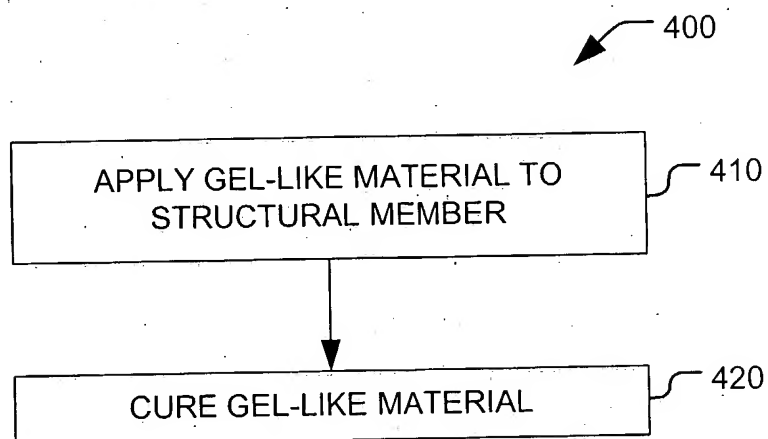 400
APPLY GEL-LIKE MATERIAL TO
STRUCTURAL MEMBER
410
CURE GEL-LIKE MATERIAL
420